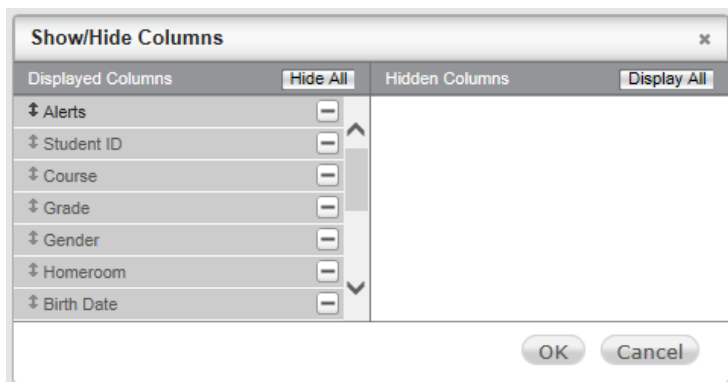 Show/Hide Columns
Displayed Columns Hide All Hidden Columns Display All
Alerts
Student ID
Course
Grade
Gender
Homeroom
Birth Date
OK Cancel